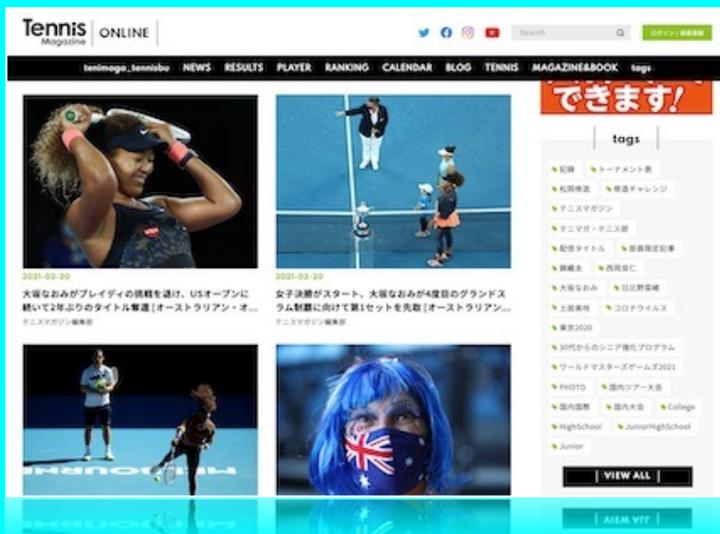 Tennis
Magazine
ONLINE
Search
ログイン / 新規登録
tenimaga_tennisbu NEWS RESULTS PLAYER RANKING CALENDAR BLOG TENNIS MAGAZINE&BOOK tags
できます!
tags
記録 トーナメント表
松岡修造 修造チャレンジ
テニスマガジン
テニマガ・テニス部
配信タイトル 部員限定記事
錦織圭 西岡良仁
大坂なおみ 日比野菜緒
土居美咲 コロナウイルス
東京2020
30代からのシニア強化プログラム
ワールドマスターズゲームズ2021
PHOTO 国内ツアー大会
国内国際 国内大会 College
HighSchool JuniorHighSchool
Junior
VIEW ALL
2021-02-20
大坂なおみがブレイディの挑戦を退け、USオープンに
続いて2年ぶりのタイトル奪還 [オーストラリアン・オ...
テニスマガジン編集部
2021-02-20
女子決勝がスタート、大坂なおみが4度目のグランドス
ラム制覇に向けて第1セットを先取 [オーストラリアン...
テニスマガジン編集部
MELBOURNE